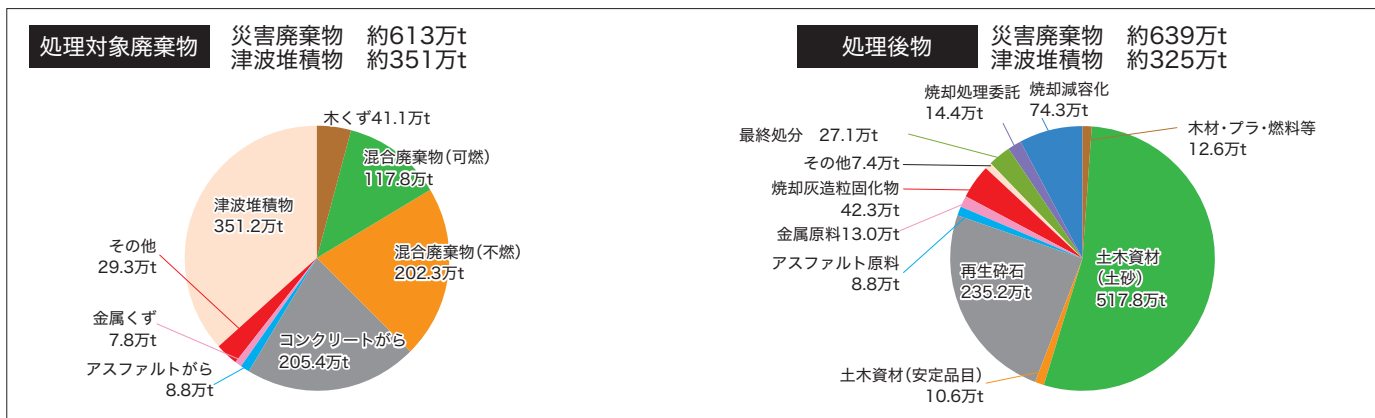 処理対象廃棄物
災害廃棄物 約613万t
津波堆積物 約351万t
木くず41.1万t
混合廃棄物(可燃)
117.8万t
混合廃棄物(不燃)
202.3万t
コンクリートがら
205.4万t
アスファルトがら
8.8万t
金属くず
7.8万t
その他
29.3万t
津波堆積物
351.2万t
処理後物
災害廃棄物 約639万t
津波堆積物 約325万t
木材・プラ・燃料等
12.6万t
土木資材
(土砂)
517.8万t
土木資材(安定品目)
10.6万t
再生砕石
235.2万t
アスファルト原料
8.8万t
金属原料13.0万t
焼却灰造粒固化物
42.3万t
その他7.4万t
最終処分 27.1万t
焼却処理委託
14.4万t
焼却減容化
74.3万t